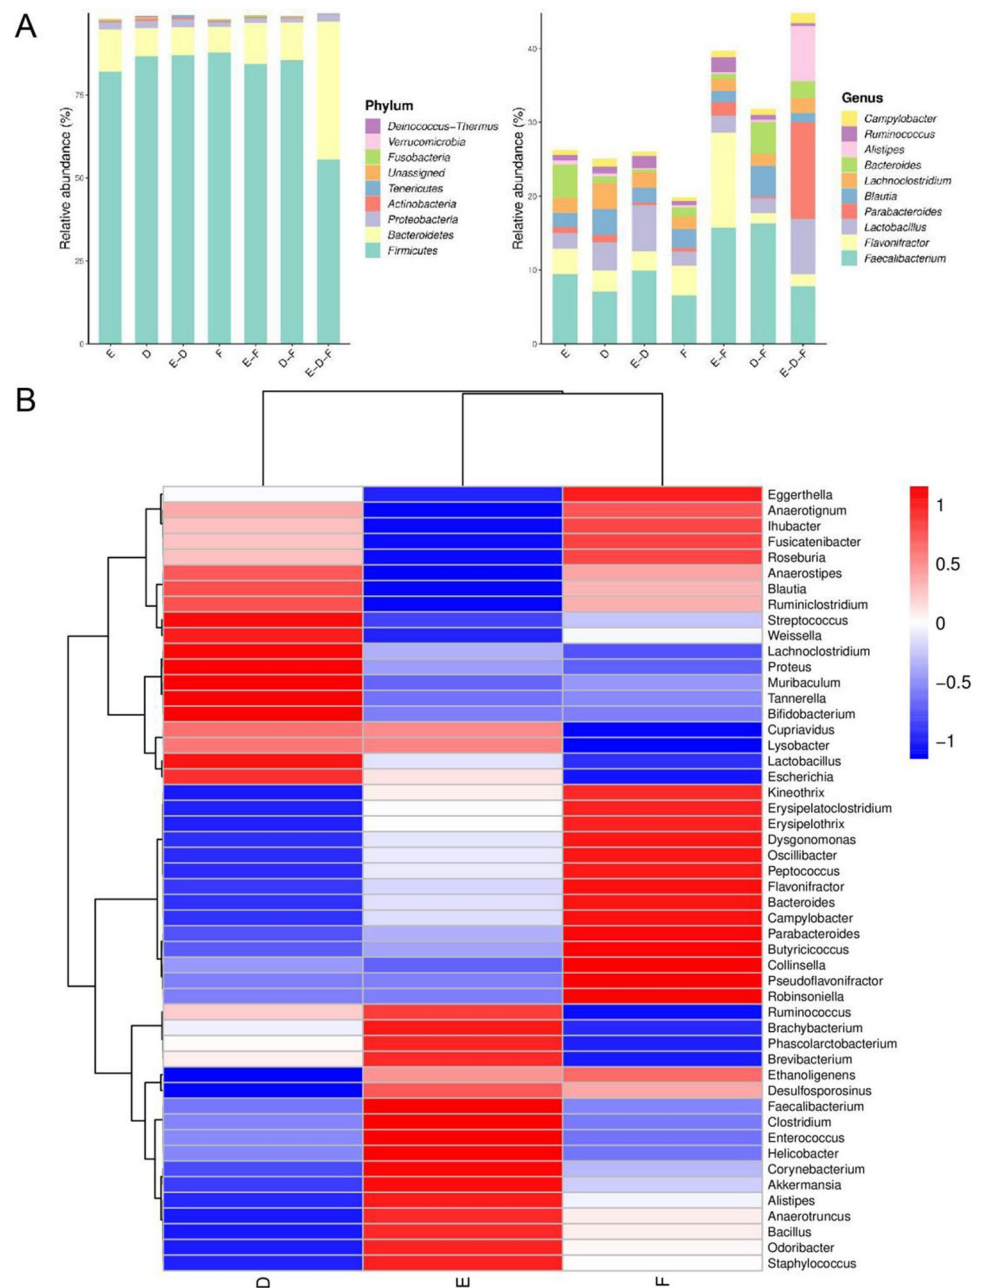 A
Relative abundance (%)
75
50
25
0
E
D
E-D
F
E-F
D-F
E-D-F
Phylum
Deinococcus-Thermus
Verrucomicrobia
Fusobacteria
Unassigned
Tenericutes
Actinobacteria
Proteobacteria
Bacteroidetes
Firmicutes
Relative abundance (%)
40
30
20
10
0
E
D
E-D
F
E-F
D-F
E-D-F
Genus
Campylobacter
Ruminococcus
Alistipes
Bacteroides
Lachnoclostridium
Blautia
Parabacteroides
Lactobacillus
Flavonifractor
Faecalibacterium
B
Eggerthella
Anaerotignum
Ihubacter
Fusicatenibacter
Roseburia
Anaerostipes
Blautia
Ruminiclostridium
Streptococcus
Weissella
Lachnoclostridium
Proteus
Muribaculum
Tannerella
Bifidobacterium
Cupriavidus
Lysobacter
Lactobacillus
Escherichia
Kineothrix
Erysipelatoclostridium
Erysipelothrix
Dysgonomonas
Oscillibacter
Peptococcus
Flavonifractor
Bacteroides
Campylobacter
Parabacteroides
Butyricicoccus
Collinsella
Pseudoflavonifractor
Robinsoniella
Ruminococcus
Brachybacterium
Phascolarctobacterium
Brevibacterium
Ethanoligenens
Desulfosporosinus
Faecalibacterium
Clostridium
Enterococcus
Helicobacter
Corynebacterium
Akkermansia
Alistipes
Anaerotruncus
Bacillus
Odoribacter
Staphylococcus
1
0.5
0
−0.5
−1
D
E
F